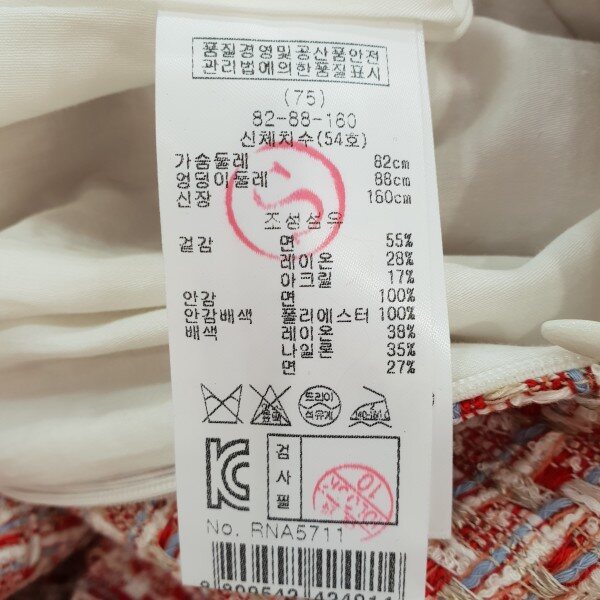 품질경영및공산품안전
관리법에의한품질표시
(75)
82-88-160
신체치수(54호)
가슴둘레 82cm
엉덩이둘레 88cm
신장 160cm
조성섬유
겉감 면 55%
레이온 28%
아크릴 17%
안감 면 100%
안감배색 폴리에스터 100%
배색 레이온 38%
나일론 35%
면 27%
드라이
석유계
검
사
필
10
No. RNA5711